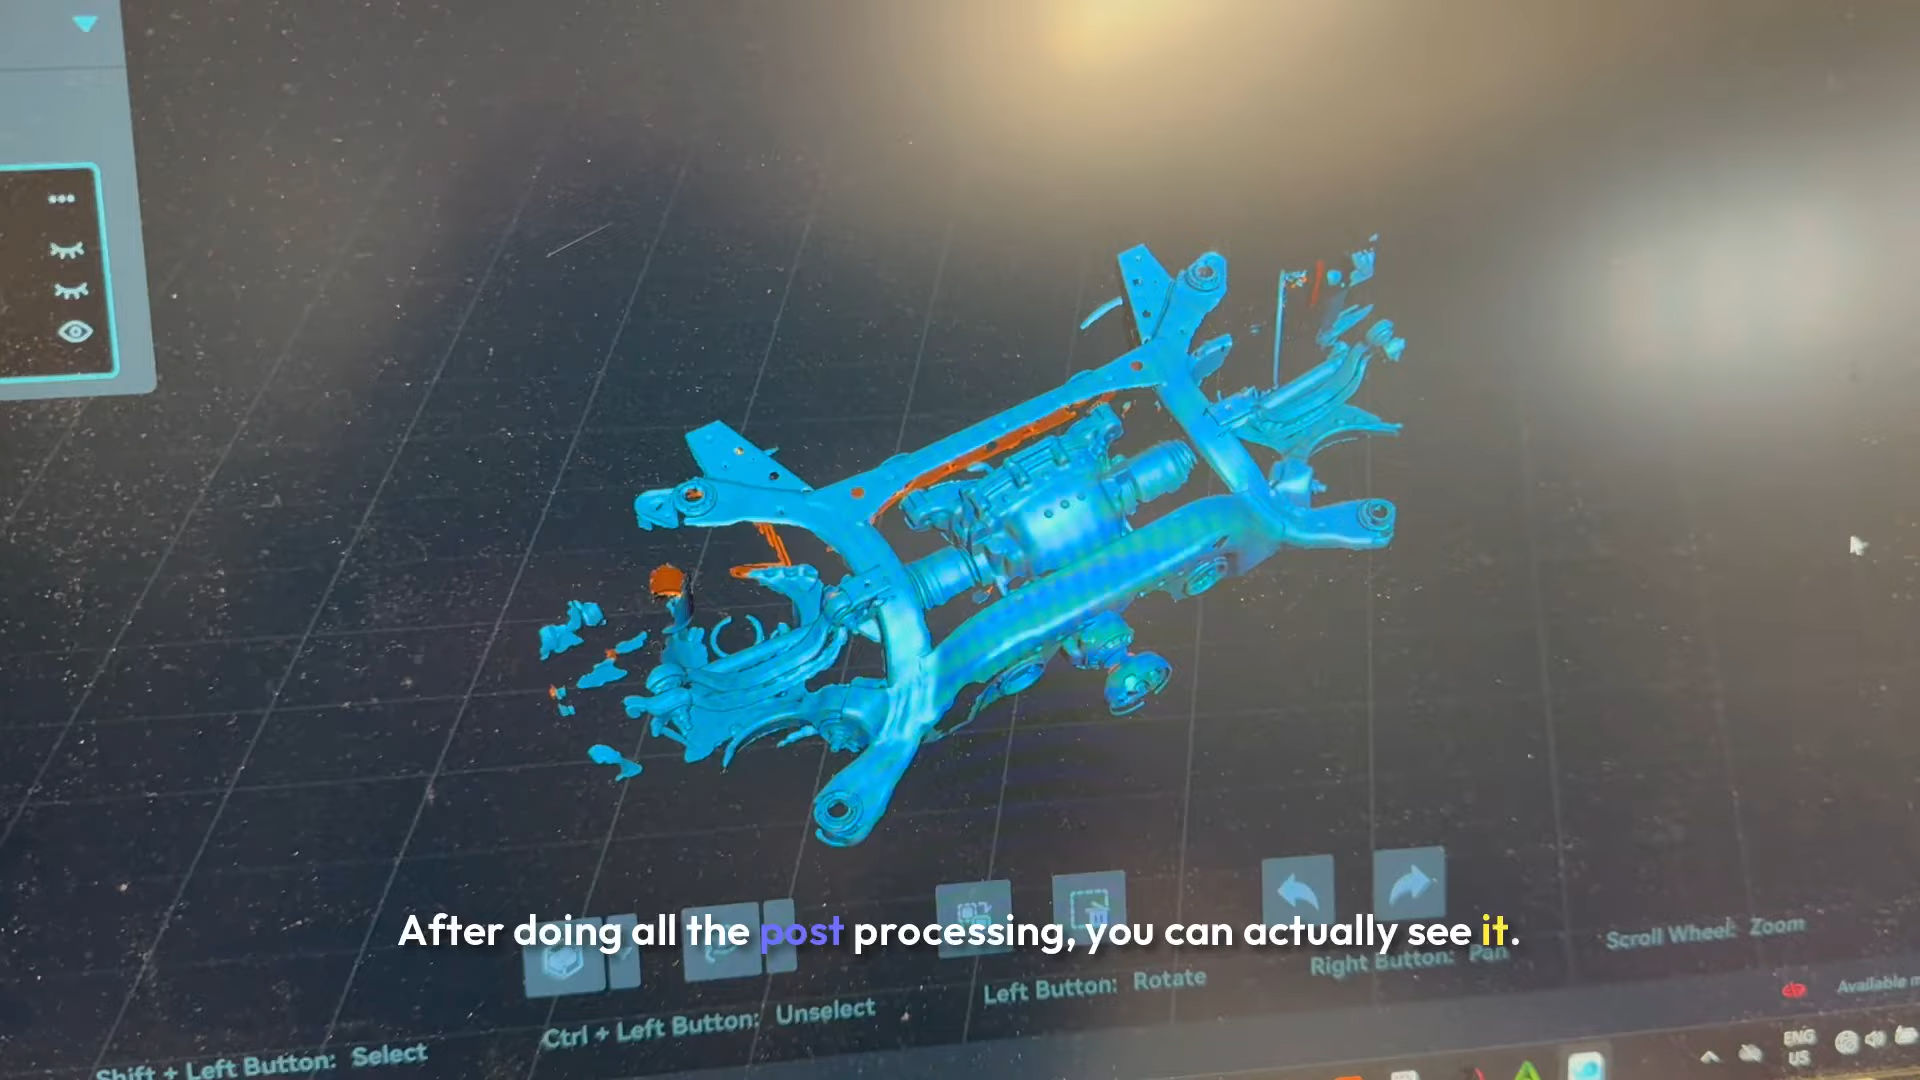 After doing all the post processing, you can actually see it.
Scroll Wheel: Zoom
Right Button: Pan
Left Button: Rotate
Ctrl + Left Button: Unselect
Shift + Left Button: Select
Available
ENG
US